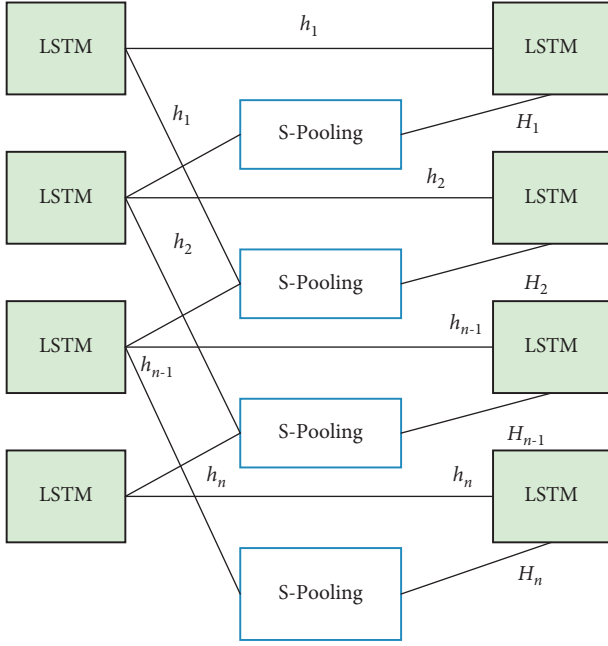 LSTM
h1
LSTM
h1
S-Pooling
H1
LSTM
h2
LSTM
h2
S-Pooling
H2
LSTM
hn-1
hn-1
LSTM
S-Pooling
Hn-1
LSTM
hn
hn
LSTM
S-Pooling
Hn